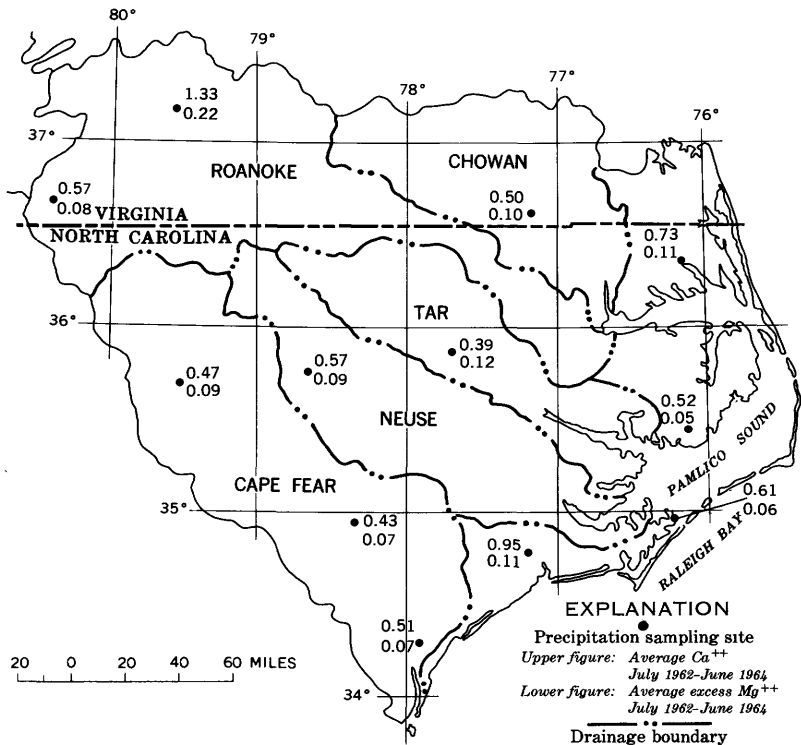 80°
79°
78°
77°
76°
1.33
0.22
37°
ROANOKE
CHOWAN
0.57
0.08
0.50
0.10
VIRGINIA
NORTH CAROLINA
0.73
0.11
36°
TAR
0.39
0.12
0.47
0.09
0.57
0.09
0.52
0.05
NEUSE
PAMLICO SOUND
CAPE FEAR
35°
0.61
0.06
0.43
0.07
0.95
0.11
RALEIGH BAY
0.51
0.07
34°
20 0 20 40 60 MILES
EXPLANATION
Precipitation sampling site
Upper figure: Average Ca++
July 1962-June 1964
Lower figure: Average excess Mg++
July 1962-June 1964
Drainage boundary